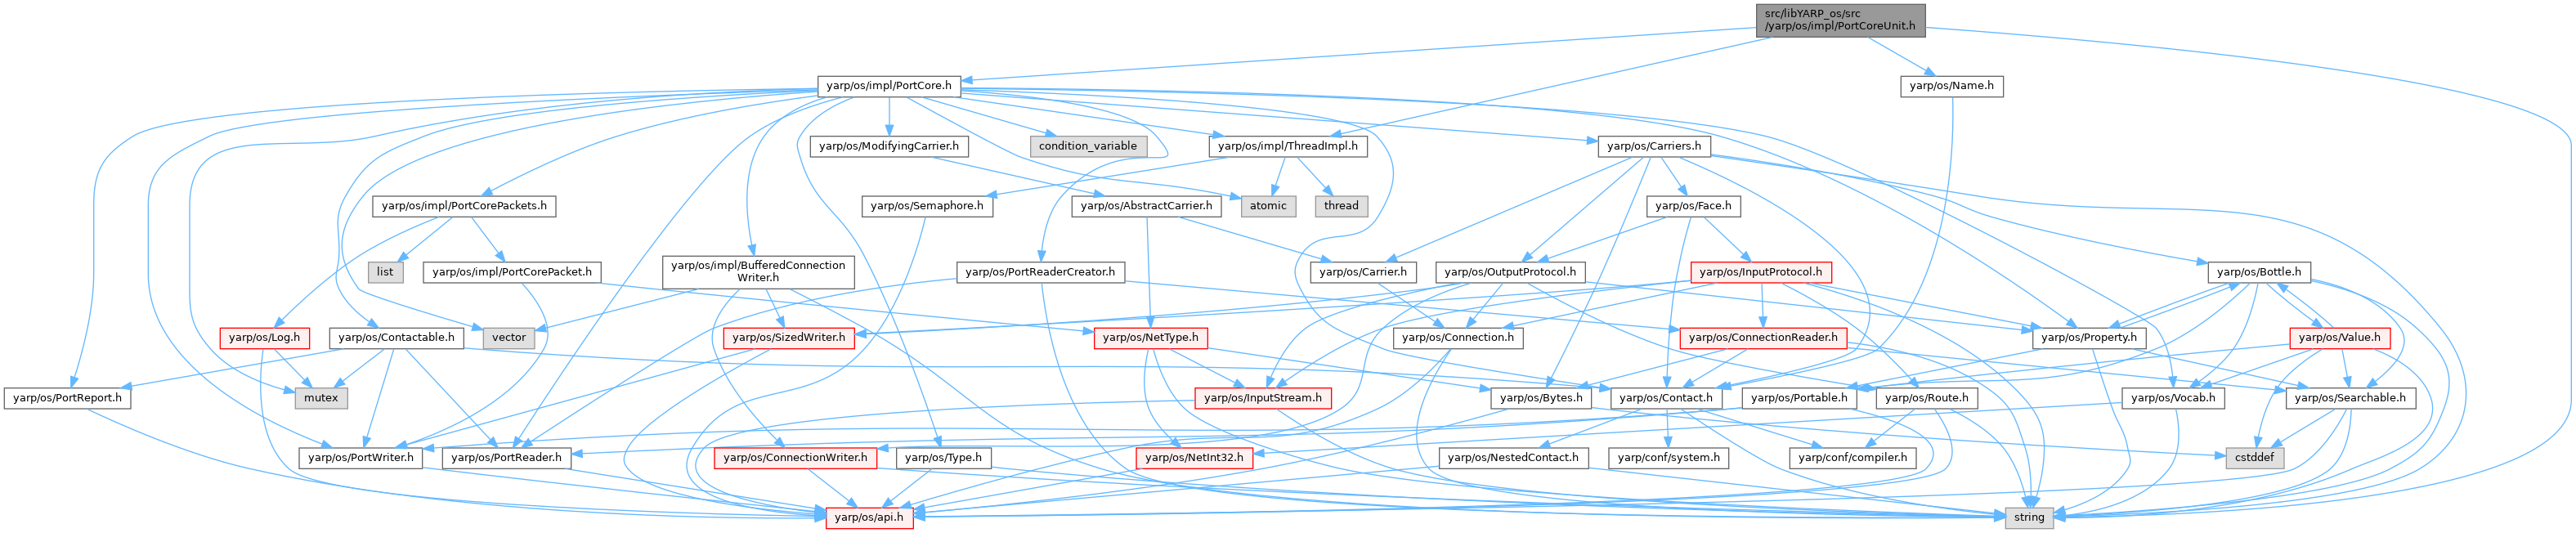 src/libYARP_os/src
/yarp/os/impl/PortCoreUnit.h
yarp/os/impl/PortCore.h
yarp/os/Name.h
yarp/os/ModifyingCarrier.h
condition_variable
yarp/os/impl/ThreadImpl.h
yarp/os/Carriers.h
yarp/os/impl/PortCorePackets.h
yarp/os/Semaphore.h
yarp/os/AbstractCarrier.h
atomic
thread
yarp/os/Face.h
list
yarp/os/impl/PortCorePacket.h
yarp/os/impl/BufferedConnection
Writer.h
yarp/os/PortReaderCreator.h
yarp/os/Carrier.h
yarp/os/OutputProtocol.h
yarp/os/InputProtocol.h
yarp/os/Bottle.h
yarp/os/Log.h
yarp/os/Contactable.h
vector
yarp/os/SizedWriter.h
yarp/os/NetType.h
yarp/os/Connection.h
yarp/os/ConnectionReader.h
yarp/os/Property.h
yarp/os/Value.h
yarp/os/PortReport.h
mutex
yarp/os/InputStream.h
yarp/os/Bytes.h
yarp/os/Contact.h
yarp/os/Portable.h
yarp/os/Route.h
yarp/os/Vocab.h
yarp/os/Searchable.h
yarp/os/PortWriter.h
yarp/os/PortReader.h
yarp/os/ConnectionWriter.h
yarp/os/Type.h
yarp/os/NetInt32.h
yarp/os/NestedContact.h
yarp/conf/system.h
yarp/conf/compiler.h
cstddef
yarp/os/api.h
string